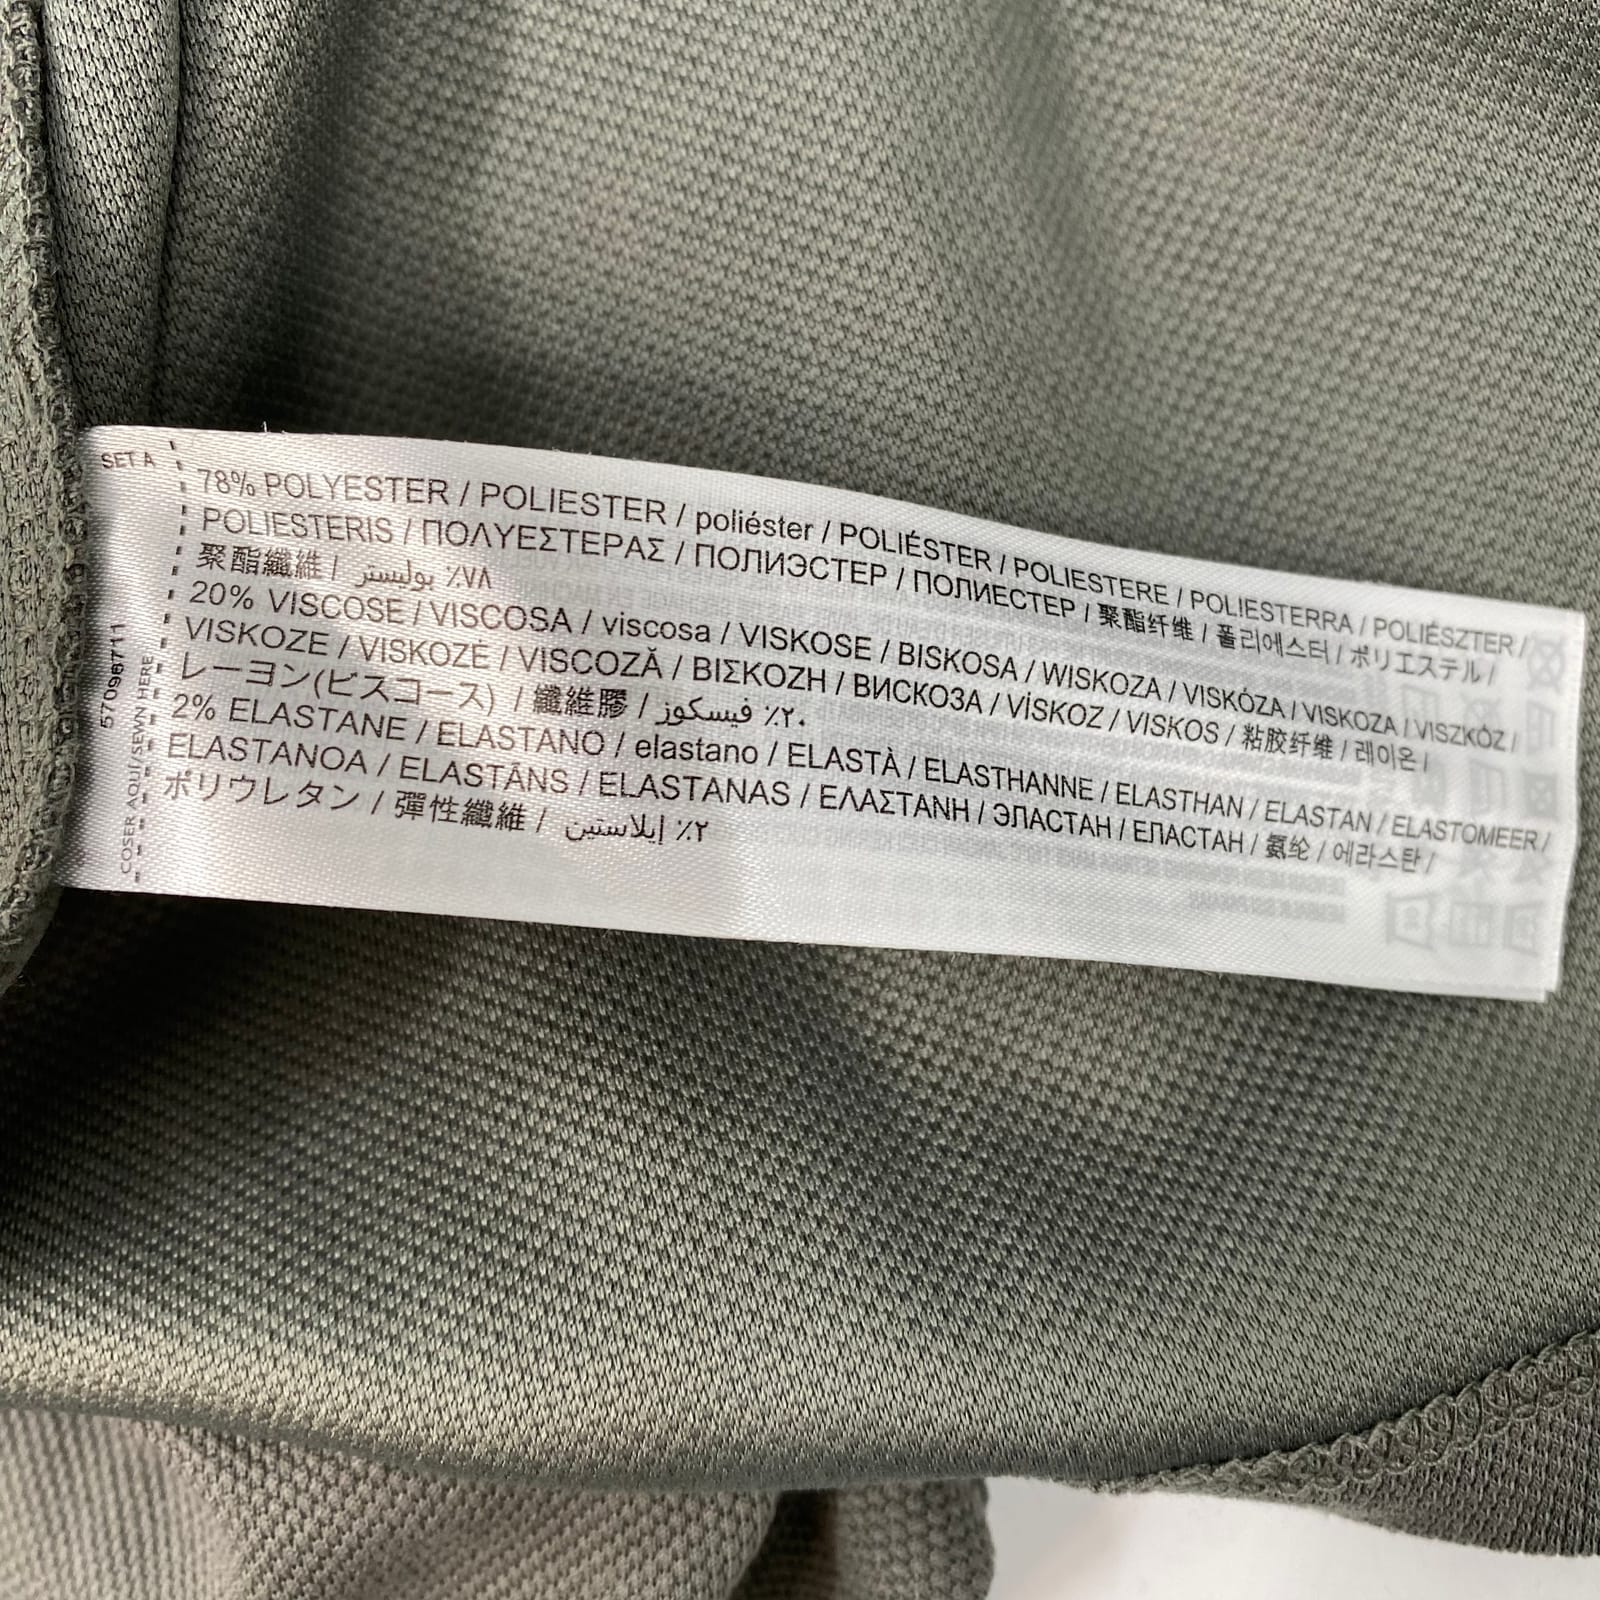 SET A
78% POLYESTER / POLIESTER / poliéster / POLIÉSTER / POLIESTERE / POLIESTERRA / POLIÉSZTER /
POLIESTERIS / ΠΟΛΥΕΣΤΕΡΑΣ / ПОЛИЭСТЕР / ПОЛИЕСТЕР / 聚酯纤维 / 폴리에스터 / ポリエステル /
聚酯纖維 / ٧٨٪ بوليستر
20% VISCOSE / VISCOSA / viscosa / VISKOSE / BISKOSA / WISKOZA / VISKÓZA / VISKOZA / VISZKÓZ /
VISKOZE / VISKOZĖ / VISCOZĂ / ΒΙΣΚΟΖΗ / ВИСКОЗА / VİSKOZ / VISKOS / 粘胶纤维 / 레이온 /
レーヨン(ビスコース) / 纖維膠 / ٢٠٪ فيسكوز
2% ELASTANE / ELASTANO / elastano / ELASTÀ / ELASTHANNE / ELASTHAN / ELASTAN / ELASTOMEER /
ELASTANOA / ELASTĀNS / ELASTANAS / ΕΛΑΣΤΑΝΗ / ЭЛАСТАН / ЕЛАСТАН / 氨纶 / 에라스탄 /
ポリウレタン / 彈性纖維 / ٢٪ إيلاستين
57096711
COSER AQUI/SEWN HERE